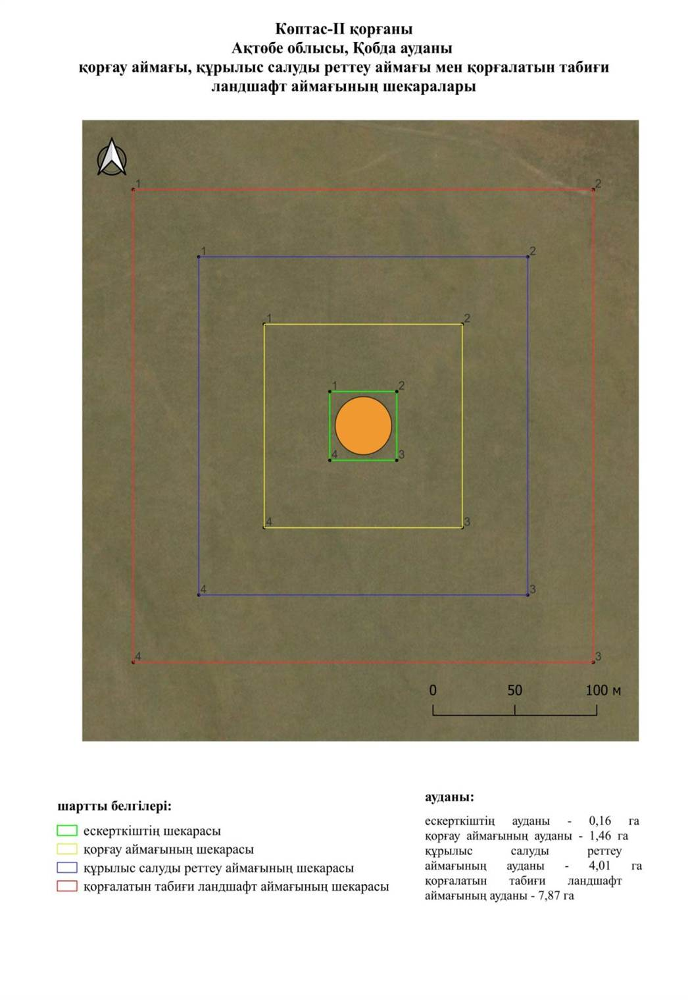 Көптас-II қорғаны
Ақтөбе облысы, Қобда ауданы
қорғау аймағы, құрылыс салуды реттеу аймағы мен қорғалатын табиғи
ландшафт аймағының шекаралары
1
2
1
2
1
2
1
2
4
3
4
3
4
3
4
3
0 50 100 м
шартты белгілері:
ескерткіштің шекарасы
қорғау аймағының шекарасы
құрылыс салуды реттеу аймағының шекарасы
қорғалатын табиғи ландшафт аймағының шекарасы
ауданы:
ескерткіштің ауданы - 0,16 га
қорғау аймағының ауданы - 1,46 га
құрылыс салуды реттеу
аймағының ауданы - 4,01 га
қорғалатын табиғи ландшафт
аймағының ауданы - 7,87 га